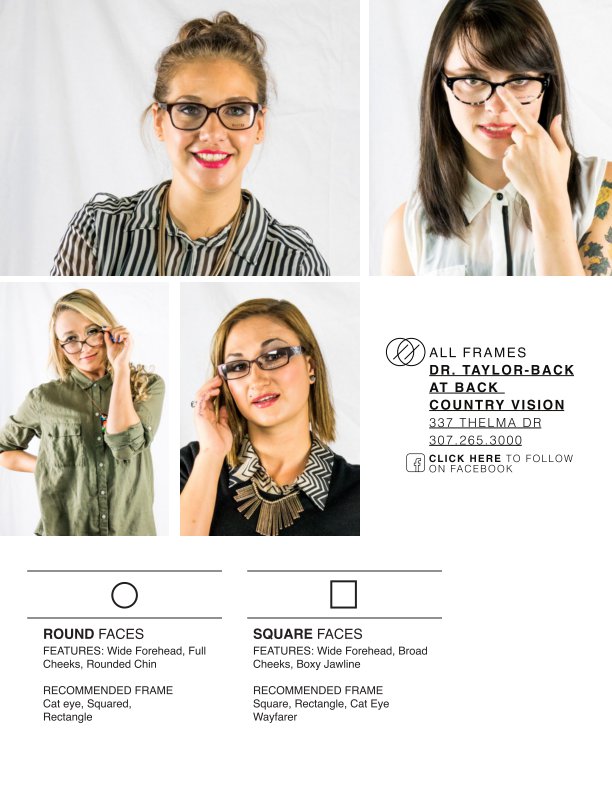 ALL FRAMES
DR. TAYLOR-BACK
AT BACK
COUNTRY VISION
337 THELMA DR
307.265.3000
CLICK HERE TO FOLLOW
ON FACEBOOK
ROUND FACES
FEATURES: Wide Forehead, Full
Cheeks, Rounded Chin
RECOMMENDED FRAME
Cat eye, Squared,
Rectangle
SQUARE FACES
FEATURES: Wide Forehead, Broad
Cheeks, Boxy Jawline
RECOMMENDED FRAME
Square, Rectangle, Cat Eye
Wayfarer